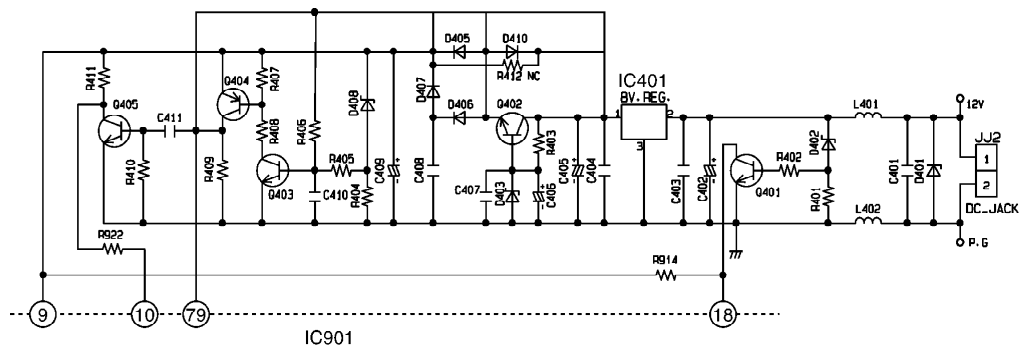 D405
D410
R412 NC
IC401
8V.REG.
R411
Q404
R407
D408
D407
Q405
C411
D406
Q402
1
2
3
L401
12V
JJ2
1
2
DC_JACK
R410
R409
R408
R406
R405
Q403
C410
R404
C409
C408
C407
D403
R403
C406
C405
C404
C403
C402
Q401
R402
D402
R401
C401
D401
L402
P.G
R922
R914
9
10
79
18
IC901